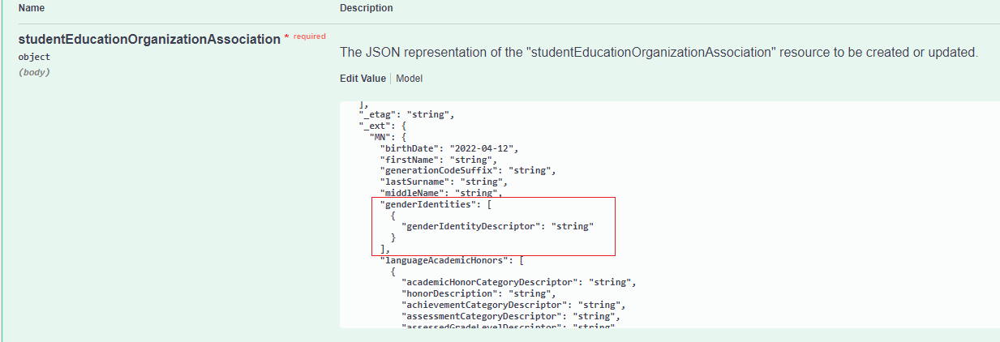 Name Description
studentEducationOrganizationAssociation * required
object
(body)
The JSON representation of the "studentEducationOrganizationAssociation" resource to be created or updated.
Edit Value Model
],
"_etag": "string",
"_ext": {
"MN": {
"birthDate": "2022-04-12",
"firstName": "string",
"generationCodeSuffix": "string",
"lastSurname": "string",
"middleName": "string",
"genderIdentities": [
{
"genderIdentityDescriptor": "string"
}
],
"languageAcademicHonors": [
{
"academicHonorCategoryDescriptor": "string",
"honorDescription": "string",
"achievementCategoryDescriptor": "string",
"assessmentCategoryDescriptor": "string",
"assessedGradeLevelDescriptor": "string"